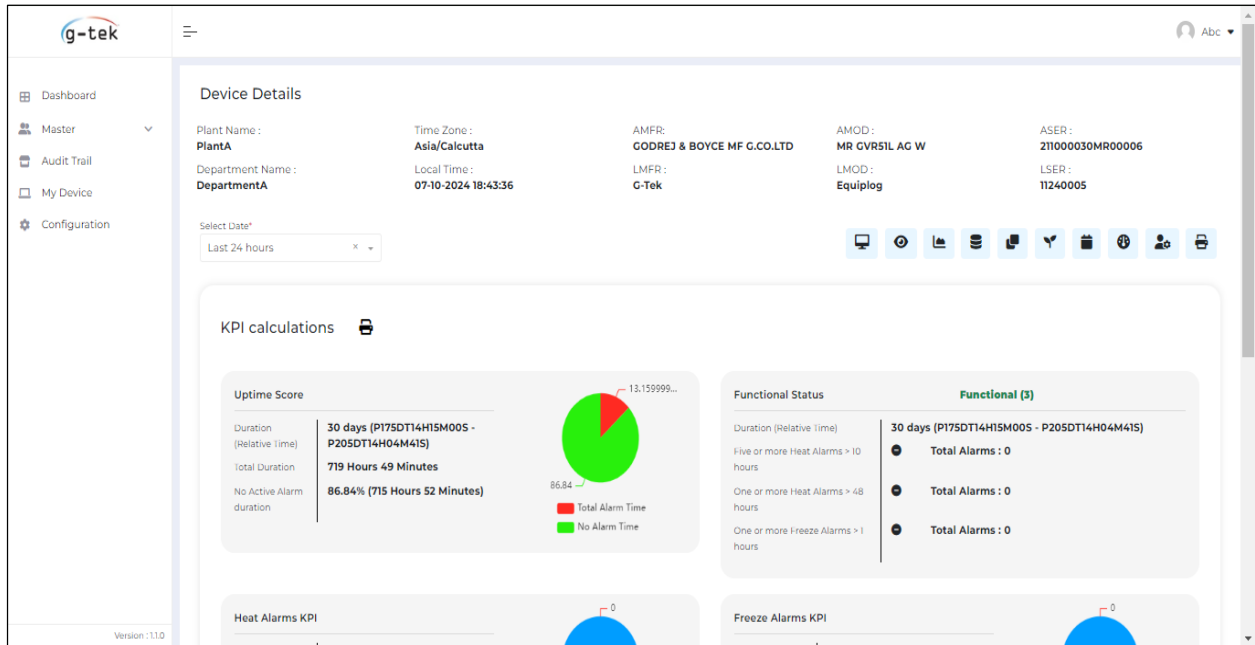 g-tek
Abc
Dashboard
Master
Audit Trail
My Device
Configuration
Version : 1.1.0
Device Details
Plant Name :
PlantA
Time Zone :
Asia/Calcutta
AMFR:
GODREJ & BOYCE MF G.CO.LTD
AMOD :
MR GVR51L AG W
ASER :
211000030MR00006
Department Name :
DepartmentA
Local Time :
07-10-2024 18:43:36
LMFR :
G-Tek
LMOD :
Equiplog
LSER :
11240005
Select Date*
Last 24 hours
KPI calculations
Uptime Score
Duration
(Relative Time)
30 days (P175DT14H15M00S -
P205DT14H04M41S)
Total Duration
719 Hours 49 Minutes
No Active Alarm
duration
86.84% (715 Hours 52 Minutes)
13.159999...
86.84
Total Alarm Time
No Alarm Time
Functional Status
Functional (3)
Duration (Relative Time)
30 days (P175DT14H15M00S - P205DT14H04M41S)
Five or more Heat Alarms > 10
hours
Total Alarms : 0
One or more Heat Alarms > 48
hours
Total Alarms : 0
One or more Freeze Alarms > 1
hours
Total Alarms : 0
Heat Alarms KPI
0
Freeze Alarms KPI
0